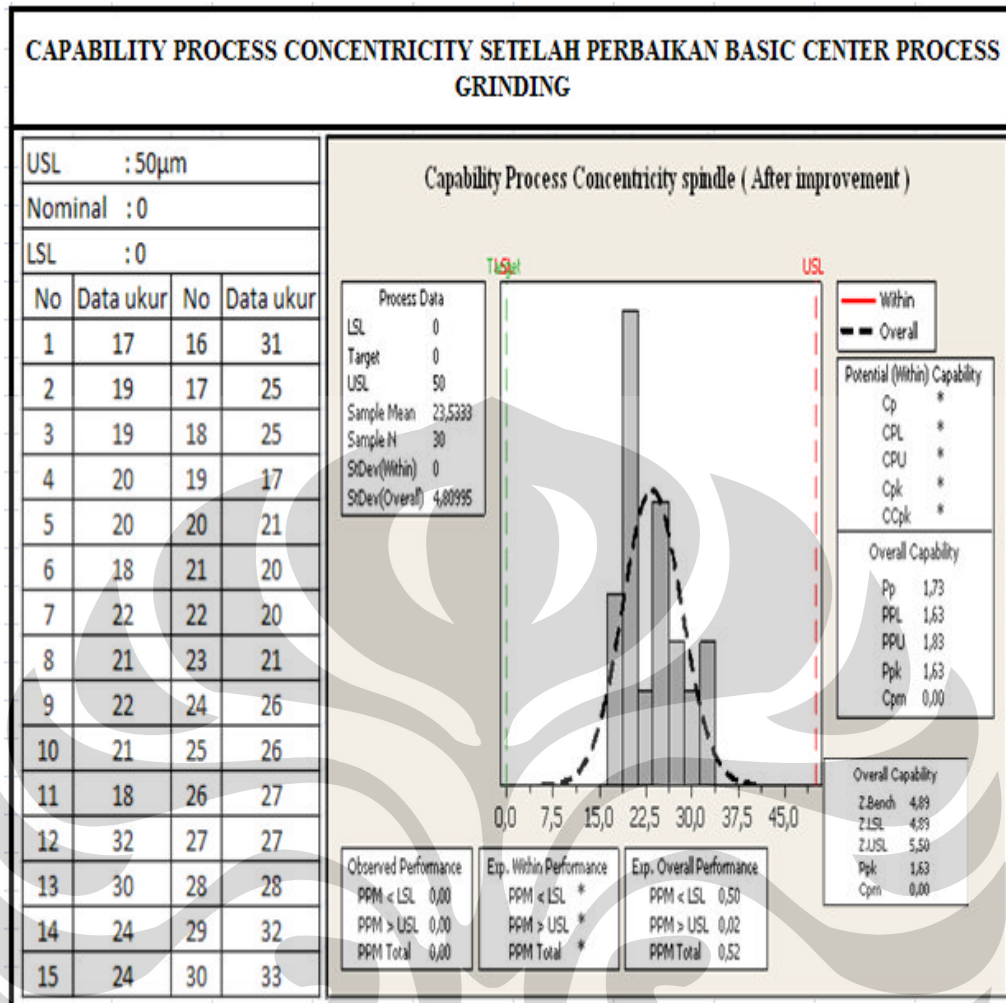 CAPABILITY PROCESS CONCENTRICITY SETELAH PERBAIKAN BASIC CENTER PROCESS
GRINDING
USL : 50µm
Nominal : 0
LSL : 0
No Data ukur No Data ukur
1 17 16 31
2 19 17 25
3 19 18 25
4 20 19 17
5 20 20 21
6 18 21 20
7 22 22 20
8 21 23 21
9 22 24 26
10 21 25 26
11 18 26 27
12 32 27 27
13 30 28 28
14 24 29 32
15 24 30 33
Capability Process Concentricity spindle ( After improvement )
Target LSL USL
Process Data
LSL 0
Target 0
USL 50
Sample Mean 23,5333
Sample N 30
StDev(Within) 0
StDev(Overall) 4,80995
Within
Overall
Potential (Within) Capability
Cp *
CPL *
CPU *
Cpk *
CCpk *
Overall Capability
Pp 1,73
PPL 1,63
PPU 1,83
Ppk 1,63
Cpm 0,00
0,0 7,5 15,0 22,5 30,0 37,5 45,0
Overall Capability
Z.Bench 4,89
Z.LSL 4,89
Z.USL 5,50
Ppk 1,63
Cpm 0,00
Observed Performance
PPM < LSL 0,00
PPM > USL 0,00
PPM Total 0,00
Exp. Within Performance
PPM < LSL *
PPM > USL *
PPM Total *
Exp. Overall Performance
PPM < LSL 0,50
PPM > USL 0,02
PPM Total 0,52